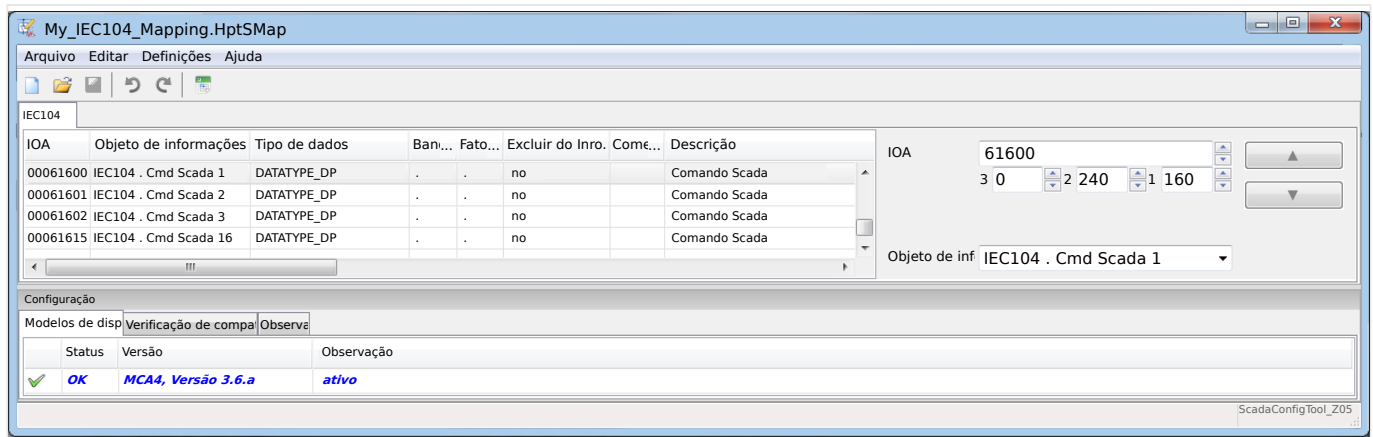 My_IEC104_Mapping.HptSMap
Arquivo Editar Definições Ajuda
IEC104
IOA Objeto de informações Tipo de dados Ban... Fato... Excluir do Inro. Come... Descrição
00061600 IEC104 . Cmd Scada 1 DATATYPE_DP . . no Comando Scada
00061601 IEC104 . Cmd Scada 2 DATATYPE_DP . . no Comando Scada
00061602 IEC104 . Cmd Scada 3 DATATYPE_DP . . no Comando Scada
00061615 IEC104 . Cmd Scada 16 DATATYPE_DP . . no Comando Scada
IOA 61600
3 0 2 240 1 160
Objeto de inf IEC104 . Cmd Scada 1
Configuração
Modelos de disp Verificação de compa Observa
Status Versão Observação
OK MCA4, Versão 3.6.a ativo
ScadaConfigTool_Z05